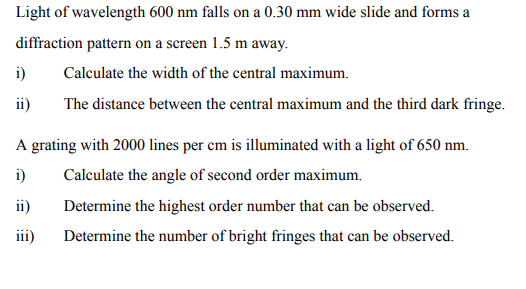 Light of wavelength 600 nm falls on a 0.30 mm wide slide and forms a
diffraction pattern on a screen 1.5 m away.
i) Calculate the width of the central maximum.
ii) The distance between the central maximum and the third dark fringe.
A grating with 2000 lines per cm is illuminated with a light of 650 nm.
i) Calculate the angle of second order maximum.
ii) Determine the highest order number that can be observed.
iii) Determine the number of bright fringes that can be observed.